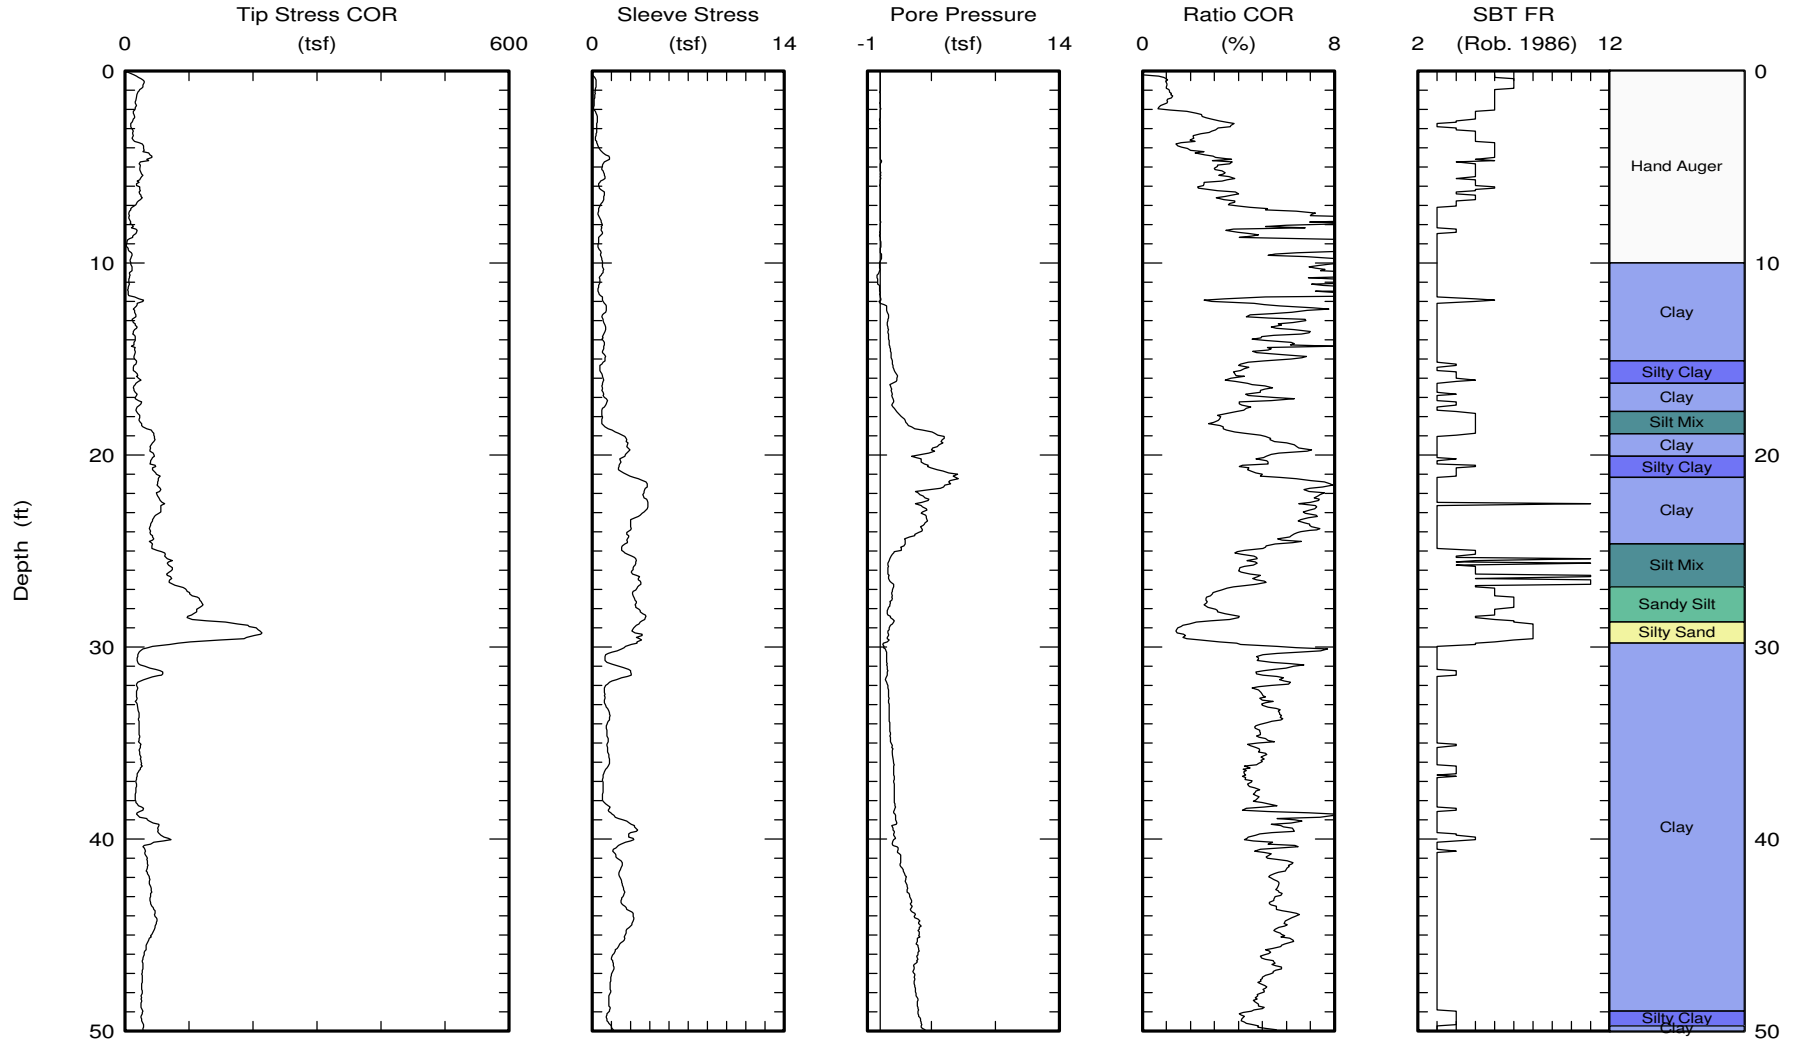 Tip Stress COR Sleeve Stress Pore Pressure Ratio COR SBT FR
0 (tsf) 600 0 (tsf) 14 -1 (tsf) 14 0 (%) 8 2 (Rob. 1986) 12
0 0
Hand Auger
10 10
Clay
Silty Clay
Clay
Silt Mix
Clay
20 20
Silty Clay
Clay
Depth (ft)
Silt Mix
Sandy Silt
Silty Sand
30 30
Clay
40 40
Silty Clay
Clay
50 50